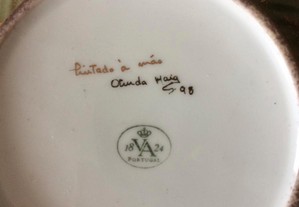 Pintado à mão
Olinda Maia
98
18 VA 24
PORTUGAL